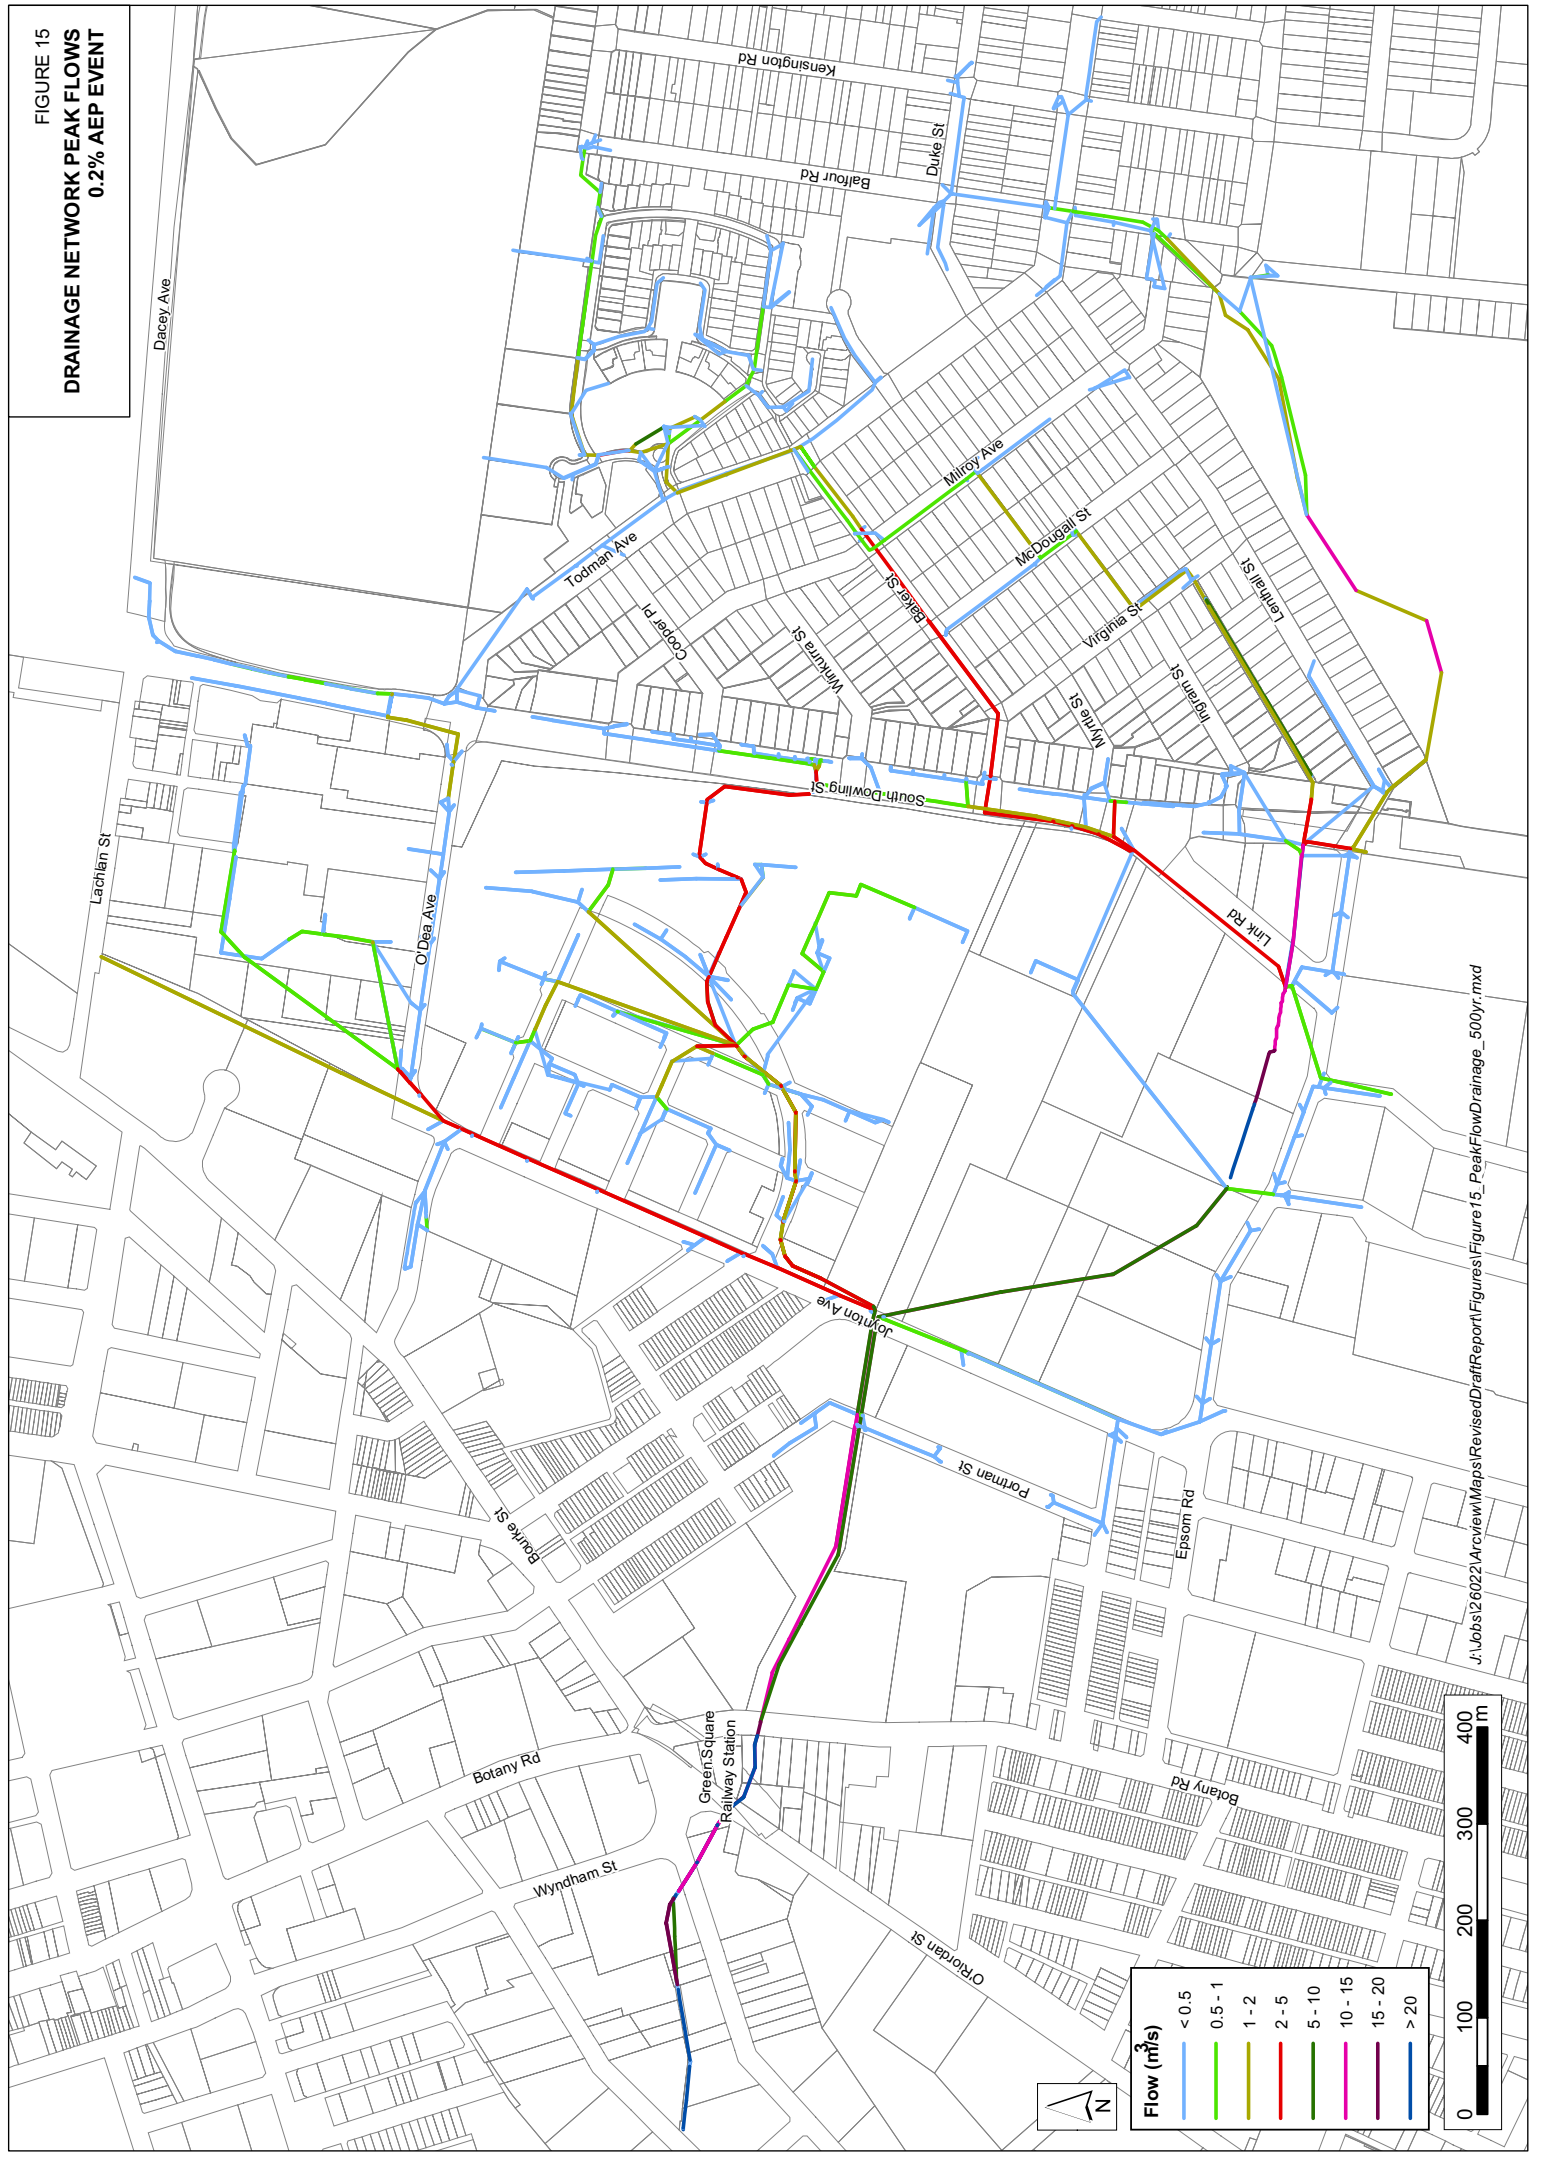 FIGURE 15
DRAINAGE NETWORK PEAK FLOWS
0.2% AEP EVENT
Dacey Ave
Kensington Rd
Balfour Rd
Duke St
Todman Ave
Cooper Pl
Winkurra St
Baker St
Milroy Ave
McDougall St
Virginia St
Lenthall St
Ingram St
Myrtle St
South Dowling St
Link Rd
Lachlan St
O'Dea Ave
Joynton Ave
Portman St
Epsom Rd
Bourke St
Botany Rd
Green Square
Railway Station
Wyndham St
O'Riordan St
Botany Rd
J:\Jobs\26022\Arcview\Maps\RevisedDraftReport\Figures\Figure15_PeakFlowDrainage_500yr.mxd
N
Flow (m3/s)
< 0.5
0.5 - 1
1 - 2
2 - 5
5 - 10
10 - 15
15 - 20
> 20
0 100 200 300 400
m